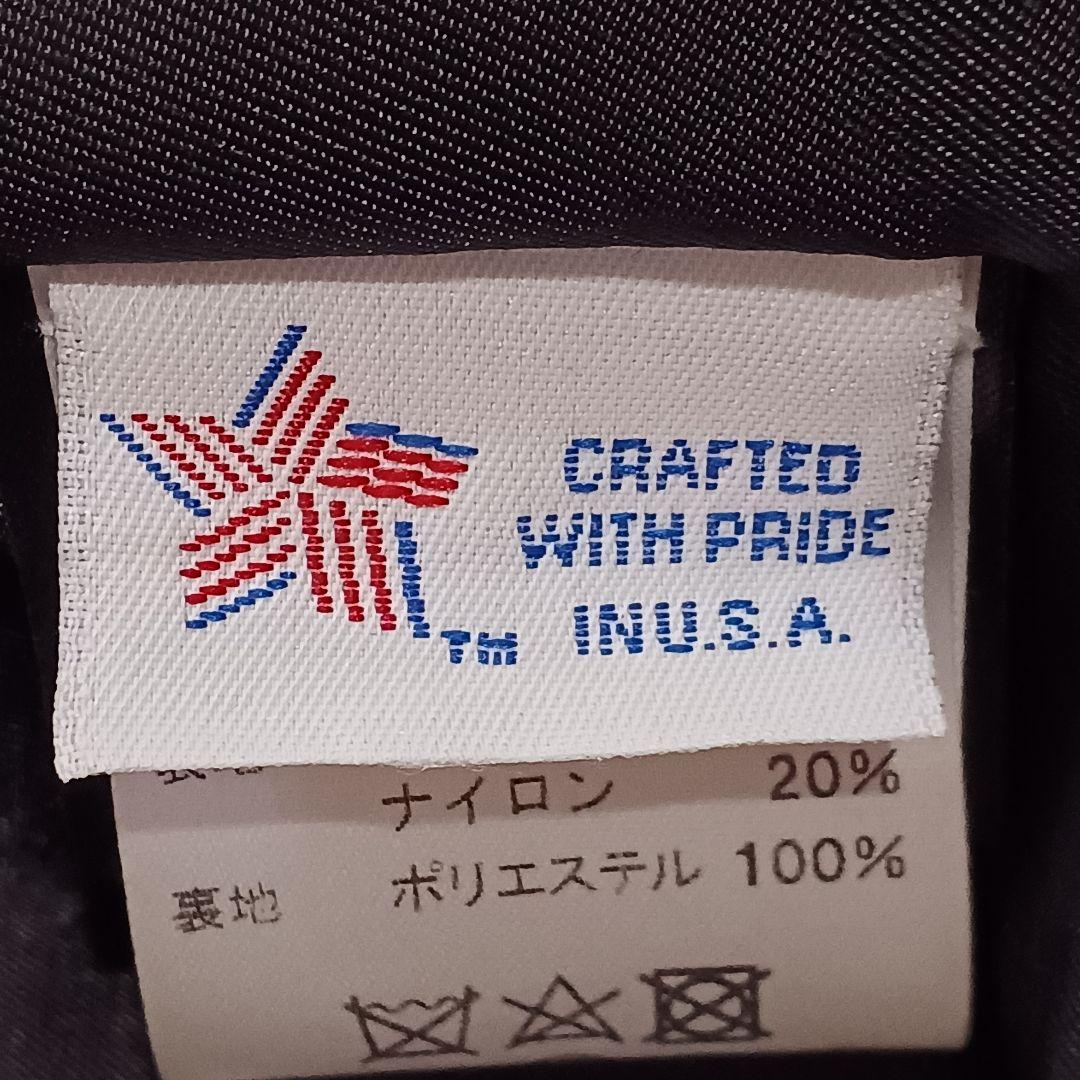 CRAFTED
WITH PRIDE
IN U.S.A.
TM
ナイロン 20%
裏地 ポリエステル 100%